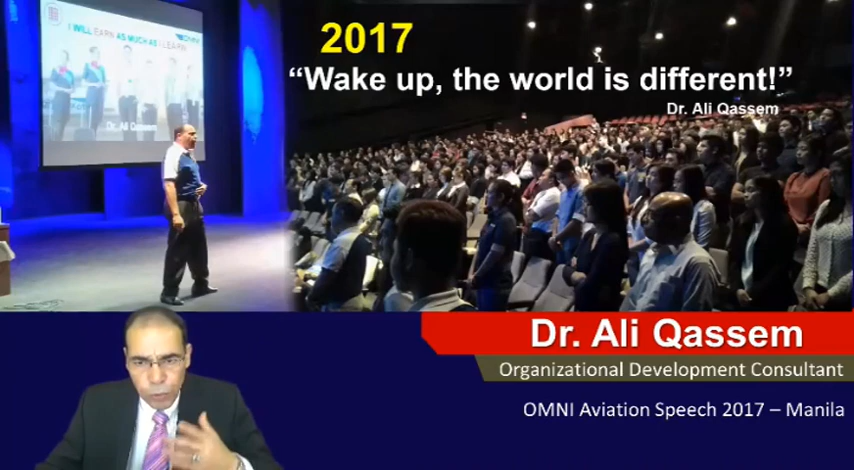 I WILL EARN AS MUCH AS I LEARN
OMNI
Dr. Ali Qassem
2017
“Wake up, the world is different!”
Dr. Ali Qassem
Dr. Ali Qassem
Organizational Development Consultant
OMNI Aviation Speech 2017 – Manila